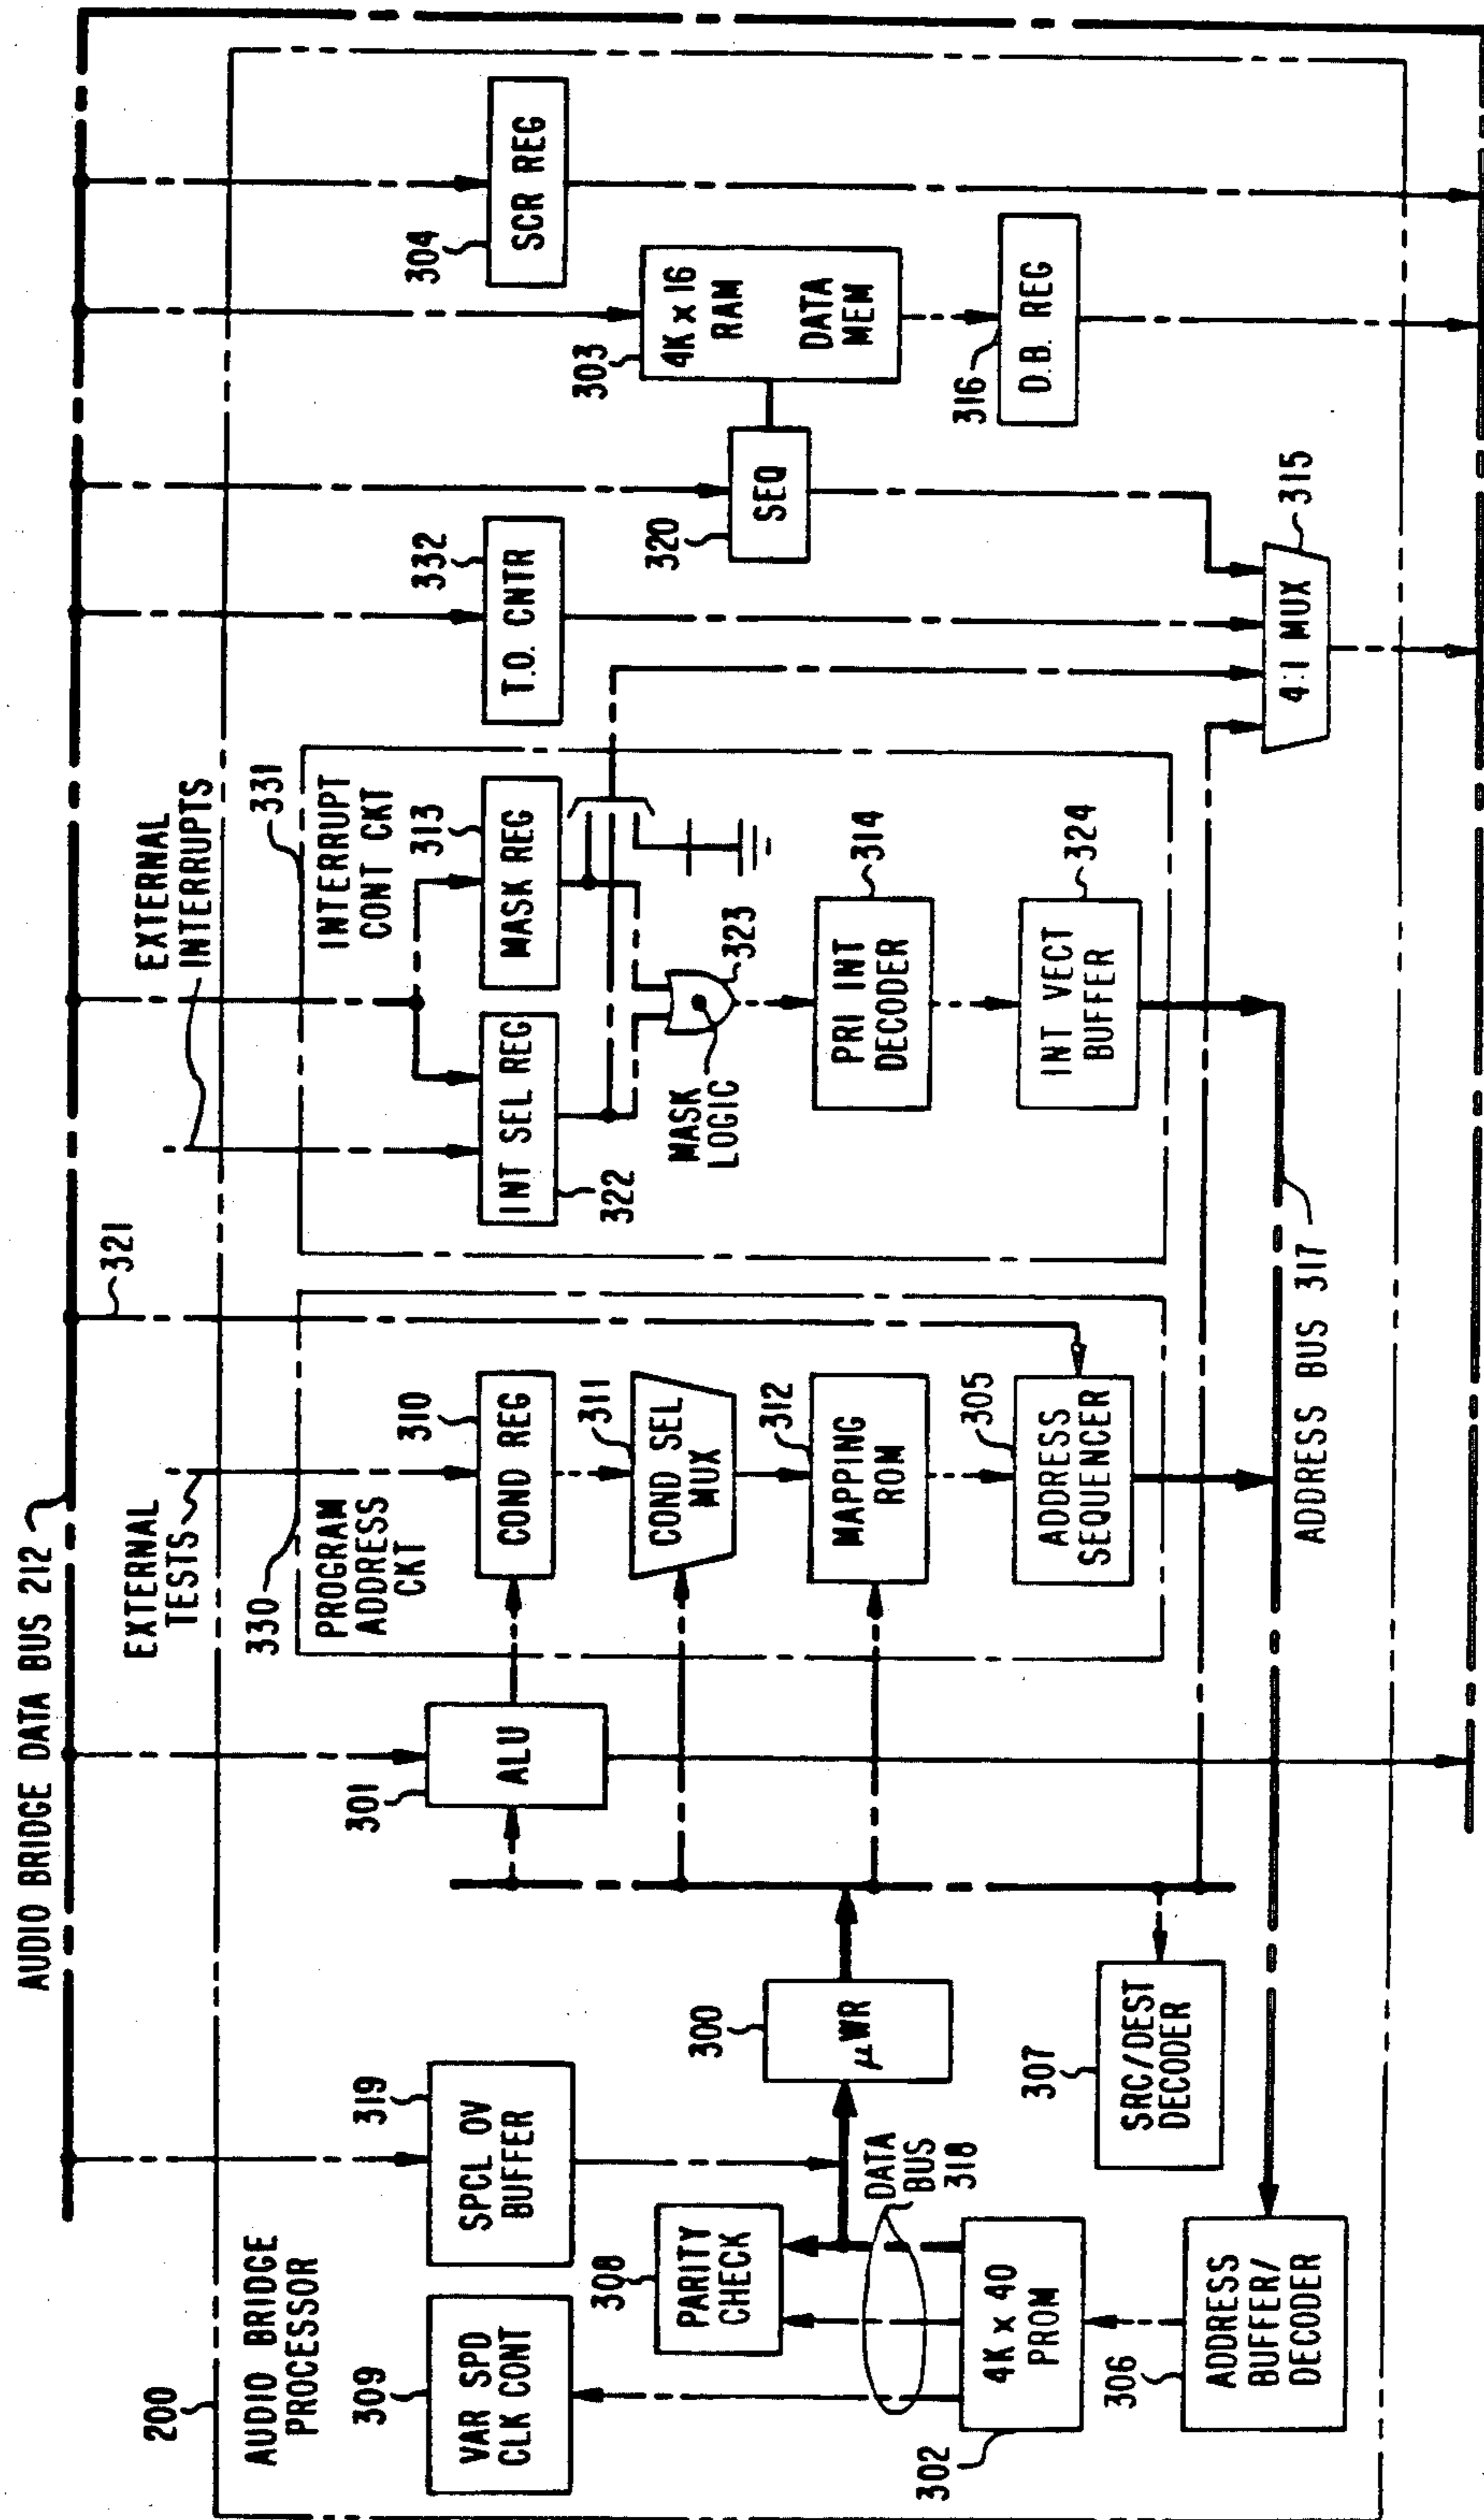 AUDIO BRIDGE DATA BUS 212
200
AUDIO BRIDGE
PROCESSOR
309
VAR SPD
CLK CONT
319
SPCL OV
BUFFER
308
PARITY
CHECK
DATA
BUS
318
302
4K x 40
PROM
306
ADDRESS
BUFFER/
DECODER
300
μWR
307
SRC/DEST
DECODER
301
ALU
EXTERNAL
TESTS
321
330
PROGRAM
ADDRESS
CKT
310
COND REG
311
COND SEL
MUX
312
MAPPING
ROM
305
ADDRESS
SEQUENCER
ADDRESS BUS 317
EXTERNAL
INTERRUPTS
331
INTERRUPT
CONT CKT
322
INT SEL REG
313
MASK REG
MASK
LOGIC
323
314
PRI INT
DECODER
324
INT VECT
BUFFER
332
T.O. CNTR
320
SEQ
303
4K x 16
RAM
DATA
MEM
304
SCR REG
316
D.B. REG
315
4:1 MUX